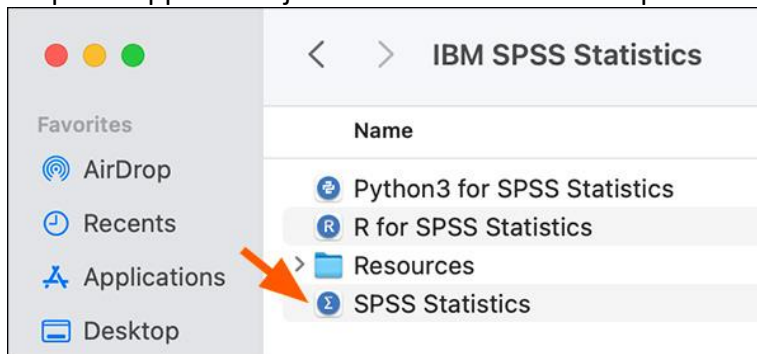 IBM SPSS Statistics
Favorites
Name
AirDrop
Python3 for SPSS Statistics
Recents
R for SPSS Statistics
Applications
Resources
Desktop
SPSS Statistics